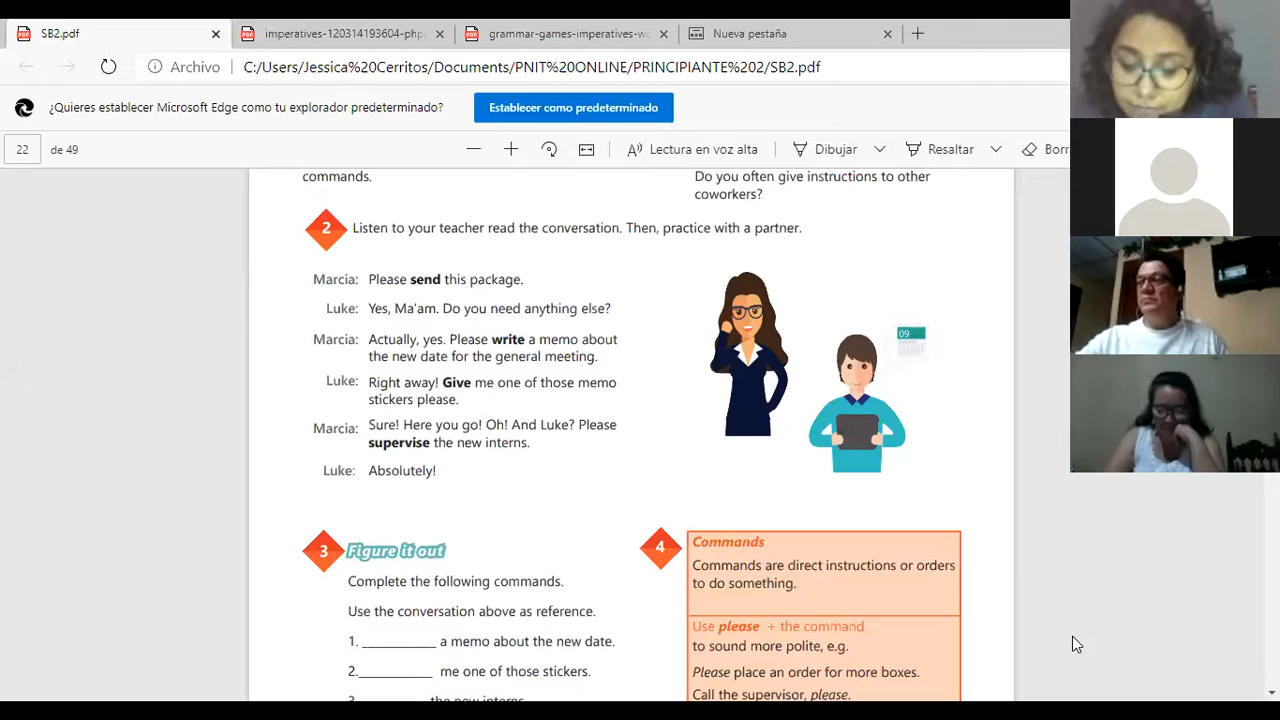 SB2.pdf
imperatives-120314193604-php
grammar-games-imperatives-wo
Nueva pestaña
Archivo
C:/Users/Jessica%20Cerritos/Documents/PNIT%20ONLINE/PRINCIPIANTE%202/SB2.pdf
¿Quieres establecer Microsoft Edge como tu explorador predeterminado?
Establecer como predeterminado
22
de 49
Lectura en voz alta
Dibujar
Resaltar
Borr
commands.
Do you often give instructions to other
coworkers?
2
Listen to your teacher read the conversation. Then, practice with a partner.
Marcia: Please send this package.
Luke: Yes, Ma'am. Do you need anything else?
Marcia: Actually, yes. Please write a memo about
the new date for the general meeting.
Luke: Right away! Give me one of those memo
stickers please.
Marcia: Sure! Here you go! Oh! And Luke? Please
supervise the new interns.
Luke: Absolutely!
09
3
Figure it out
Complete the following commands.
Use the conversation above as reference.
1. __________ a memo about the new date.
2.__________ me one of those stickers.
3.__________ the new interns.
4
Commands
Commands are direct instructions or orders
to do something.
Use please + the command
to sound more polite, e.g.
Please place an order for more boxes.
Call the supervisor, please.